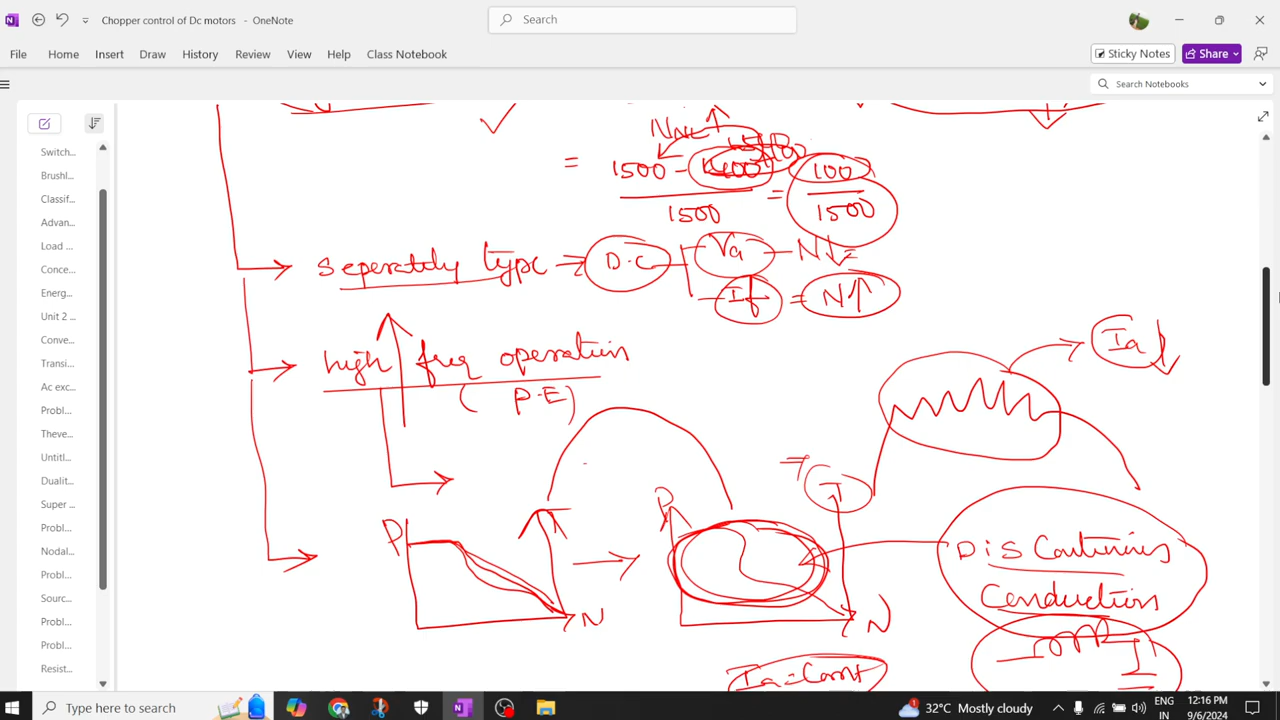 Chopper control of Dc motors - OneNote
Search
File Home Insert Draw History Review View Help Class Notebook
Sticky Notes Share
Search Notebooks
Switch...
Brushl...
Classif...
Advan...
Load ...
Conce...
Energ...
Unit 2 ...
Conve...
Transi...
Ac exc...
Probl...
Theve...
Untitl...
Dualit...
Super ...
Probl...
Nodal...
Probl...
Sourc...
Probl...
Probl...
Resist...
= 1500 - 1400 = 100
1500 1500
Seperately type → D.C Va - N↓=
If = N↑
high freq operation
(P.E)
Ia↓
P
N
P
T
N
Dis Continuous
Conduction
Ia = Const
Type here to search
32°C Mostly cloudy
ENG
IN
12:16 PM
9/6/2024